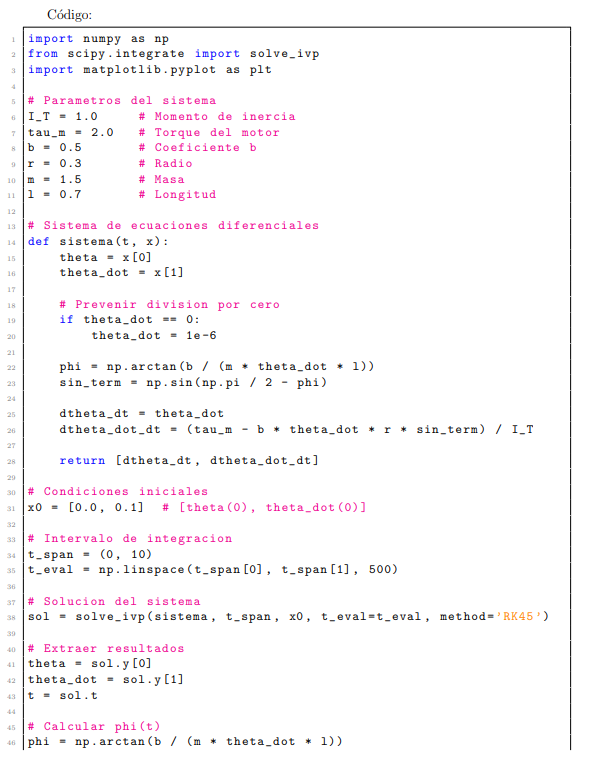 Código:
1 import numpy as np
2 from scipy.integrate import solve_ivp
3 import matplotlib.pyplot as plt
4
5 # Parametros del sistema
6 I_T = 1.0     # Momento de inercia
7 tau_m = 2.0   # Torque del motor
8 b = 0.5       # Coeficiente b
9 r = 0.3       # Radio
10 m = 1.5       # Masa
11 l = 0.7       # Longitud
12
13 # Sistema de ecuaciones diferenciales
14 def sistema(t, x):
15     theta = x[0]
16     theta_dot = x[1]
17
18     # Prevenir division por cero
19     if theta_dot == 0:
20         theta_dot = 1e-6
21
22     phi = np.arctan(b / (m * theta_dot * l))
23     sin_term = np.sin(np.pi / 2 - phi)
24
25     dtheta_dt = theta_dot
26     dtheta_dot_dt = (tau_m - b * theta_dot * r * sin_term) / I_T
27
28     return [dtheta_dt, dtheta_dot_dt]
29
30 # Condiciones iniciales
31 x0 = [0.0, 0.1]  # [theta(0), theta_dot(0)]
32
33 # Intervalo de integracion
34 t_span = (0, 10)
35 t_eval = np.linspace(t_span[0], t_span[1], 500)
36
37 # Solucion del sistema
38 sol = solve_ivp(sistema, t_span, x0, t_eval=t_eval, method='RK45')
39
40 # Extraer resultados
41 theta = sol.y[0]
42 theta_dot = sol.y[1]
43 t = sol.t
44
45 # Calcular phi(t)
46 phi = np.arctan(b / (m * theta_dot * l))